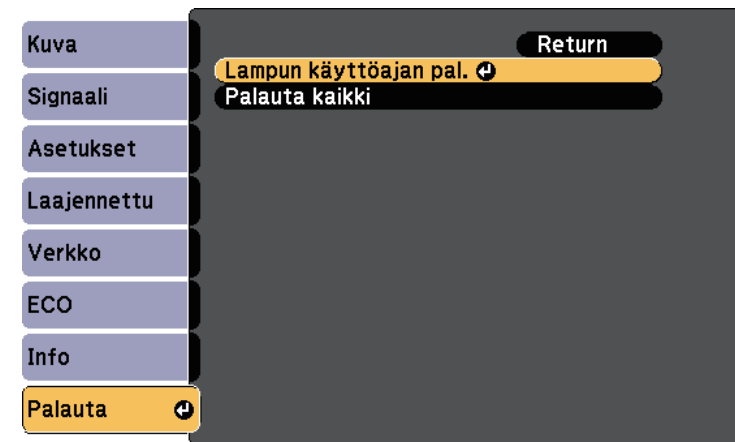 Kuva
Signaali
Asetukset
Laajennettu
Verkko
ECO
Info
Palauta
Return
Lampun käyttöajan pal.
Palauta kaikki